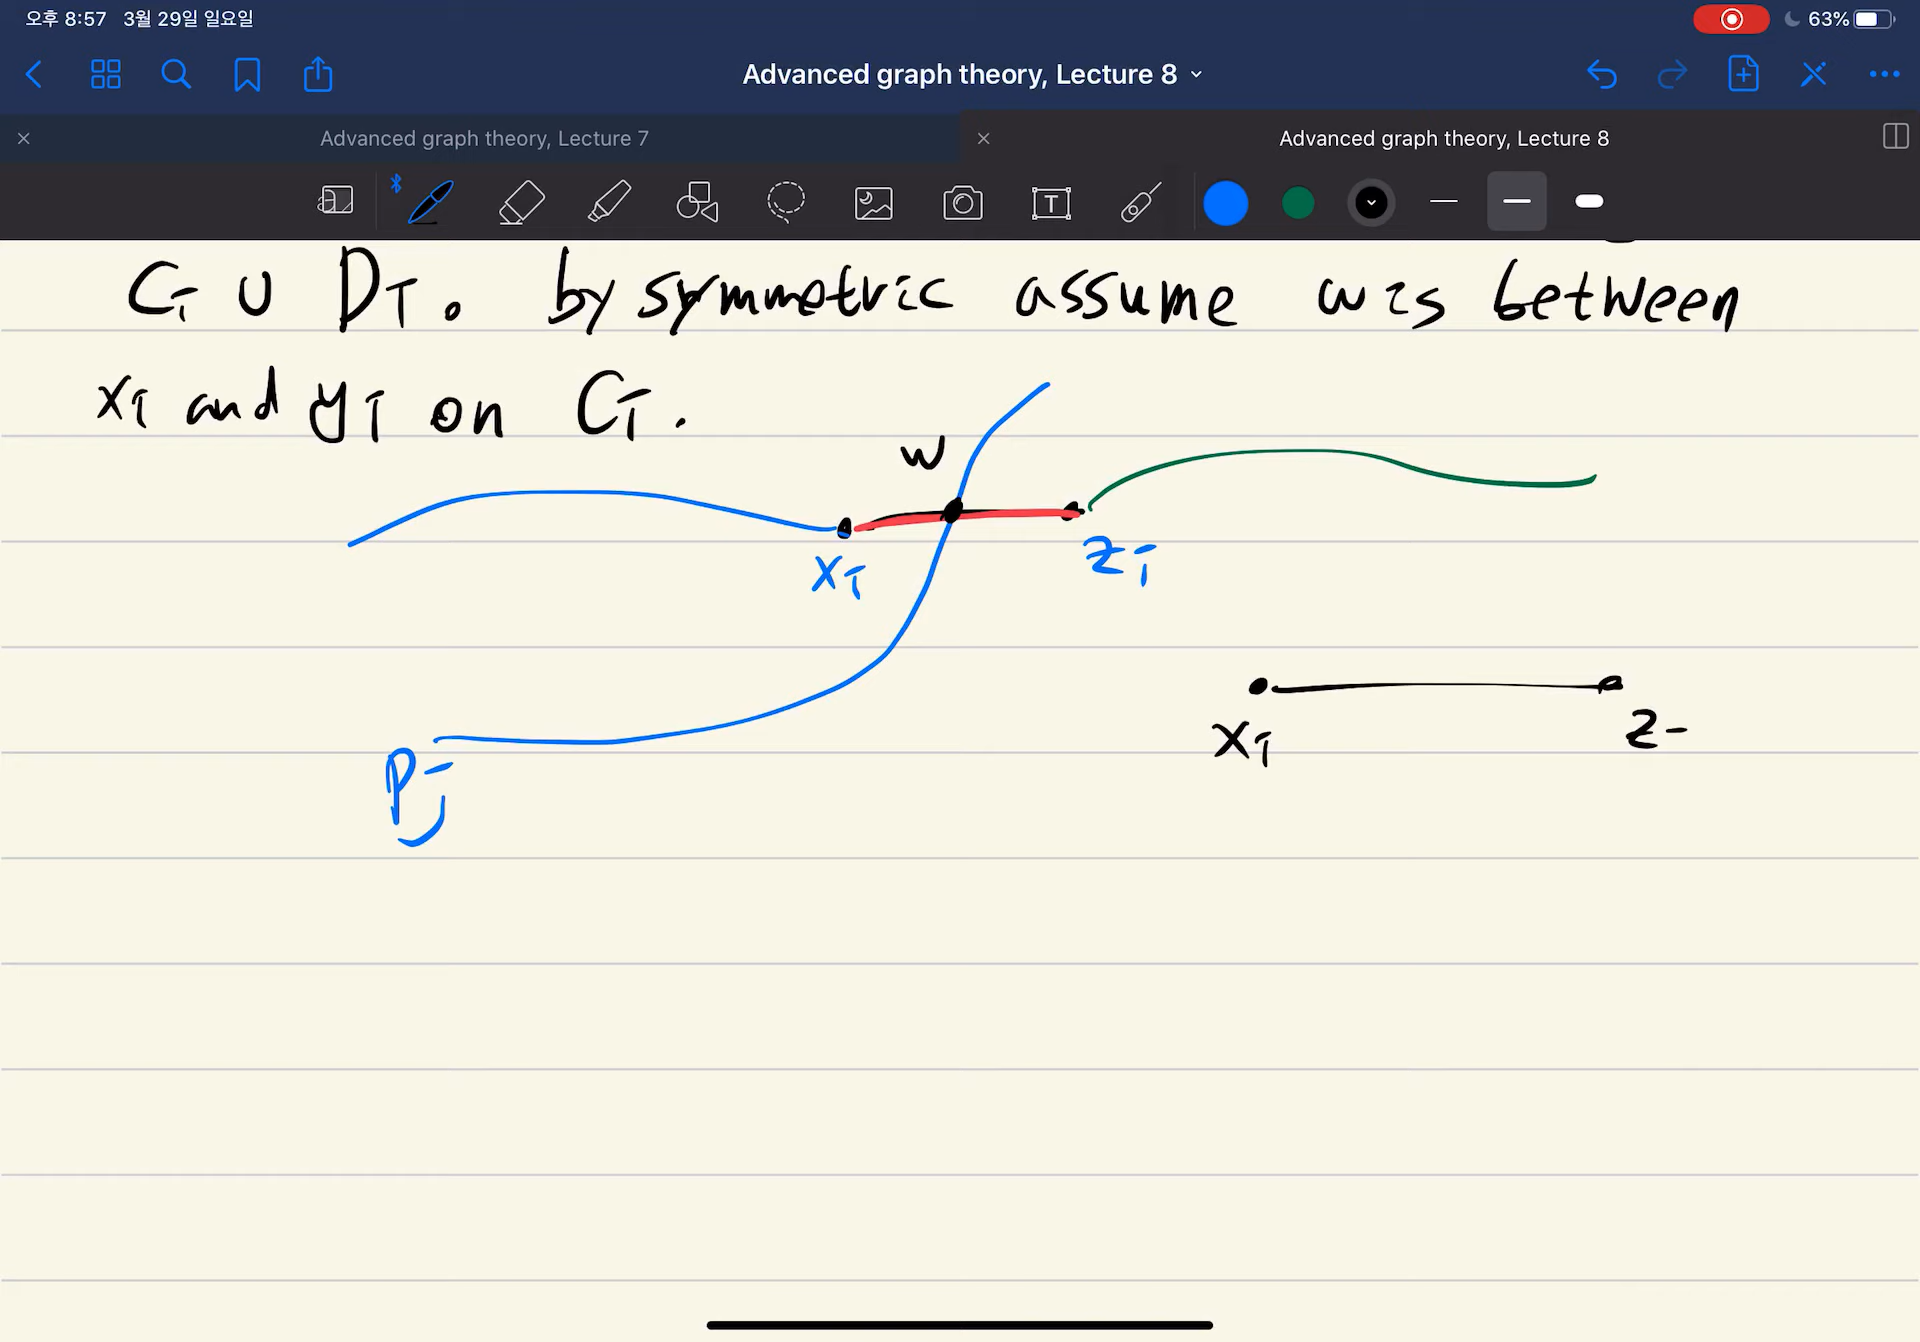 오후 8:57 3월 29일 일요일 63%
Advanced graph theory, Lecture 8
Advanced graph theory, Lecture 7
Advanced graph theory, Lecture 8
Ci ∪ Di. by symmetric assume w is between
xi and yi on Ci.
w
xi
zi
Pj
xi
z-